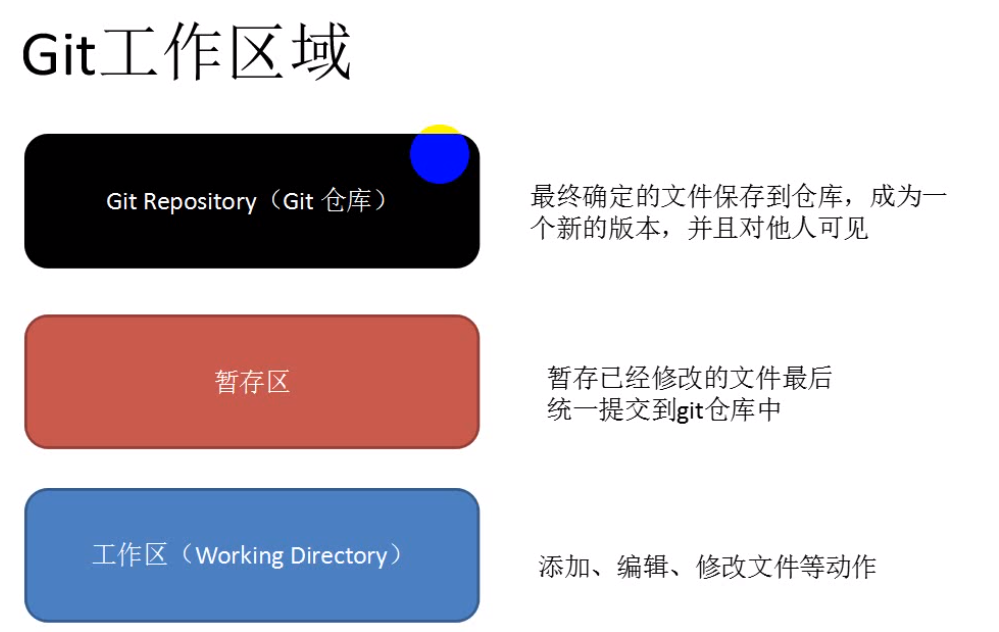 Git工作区域
Git Repository（Git 仓库）
最终确定的文件保存到仓库，成为一
个新的版本，并且对他人可见
暂存区
暂存已经修改的文件最后
统一提交到git仓库中
工作区（Working Directory）
添加、编辑、修改文件等动作